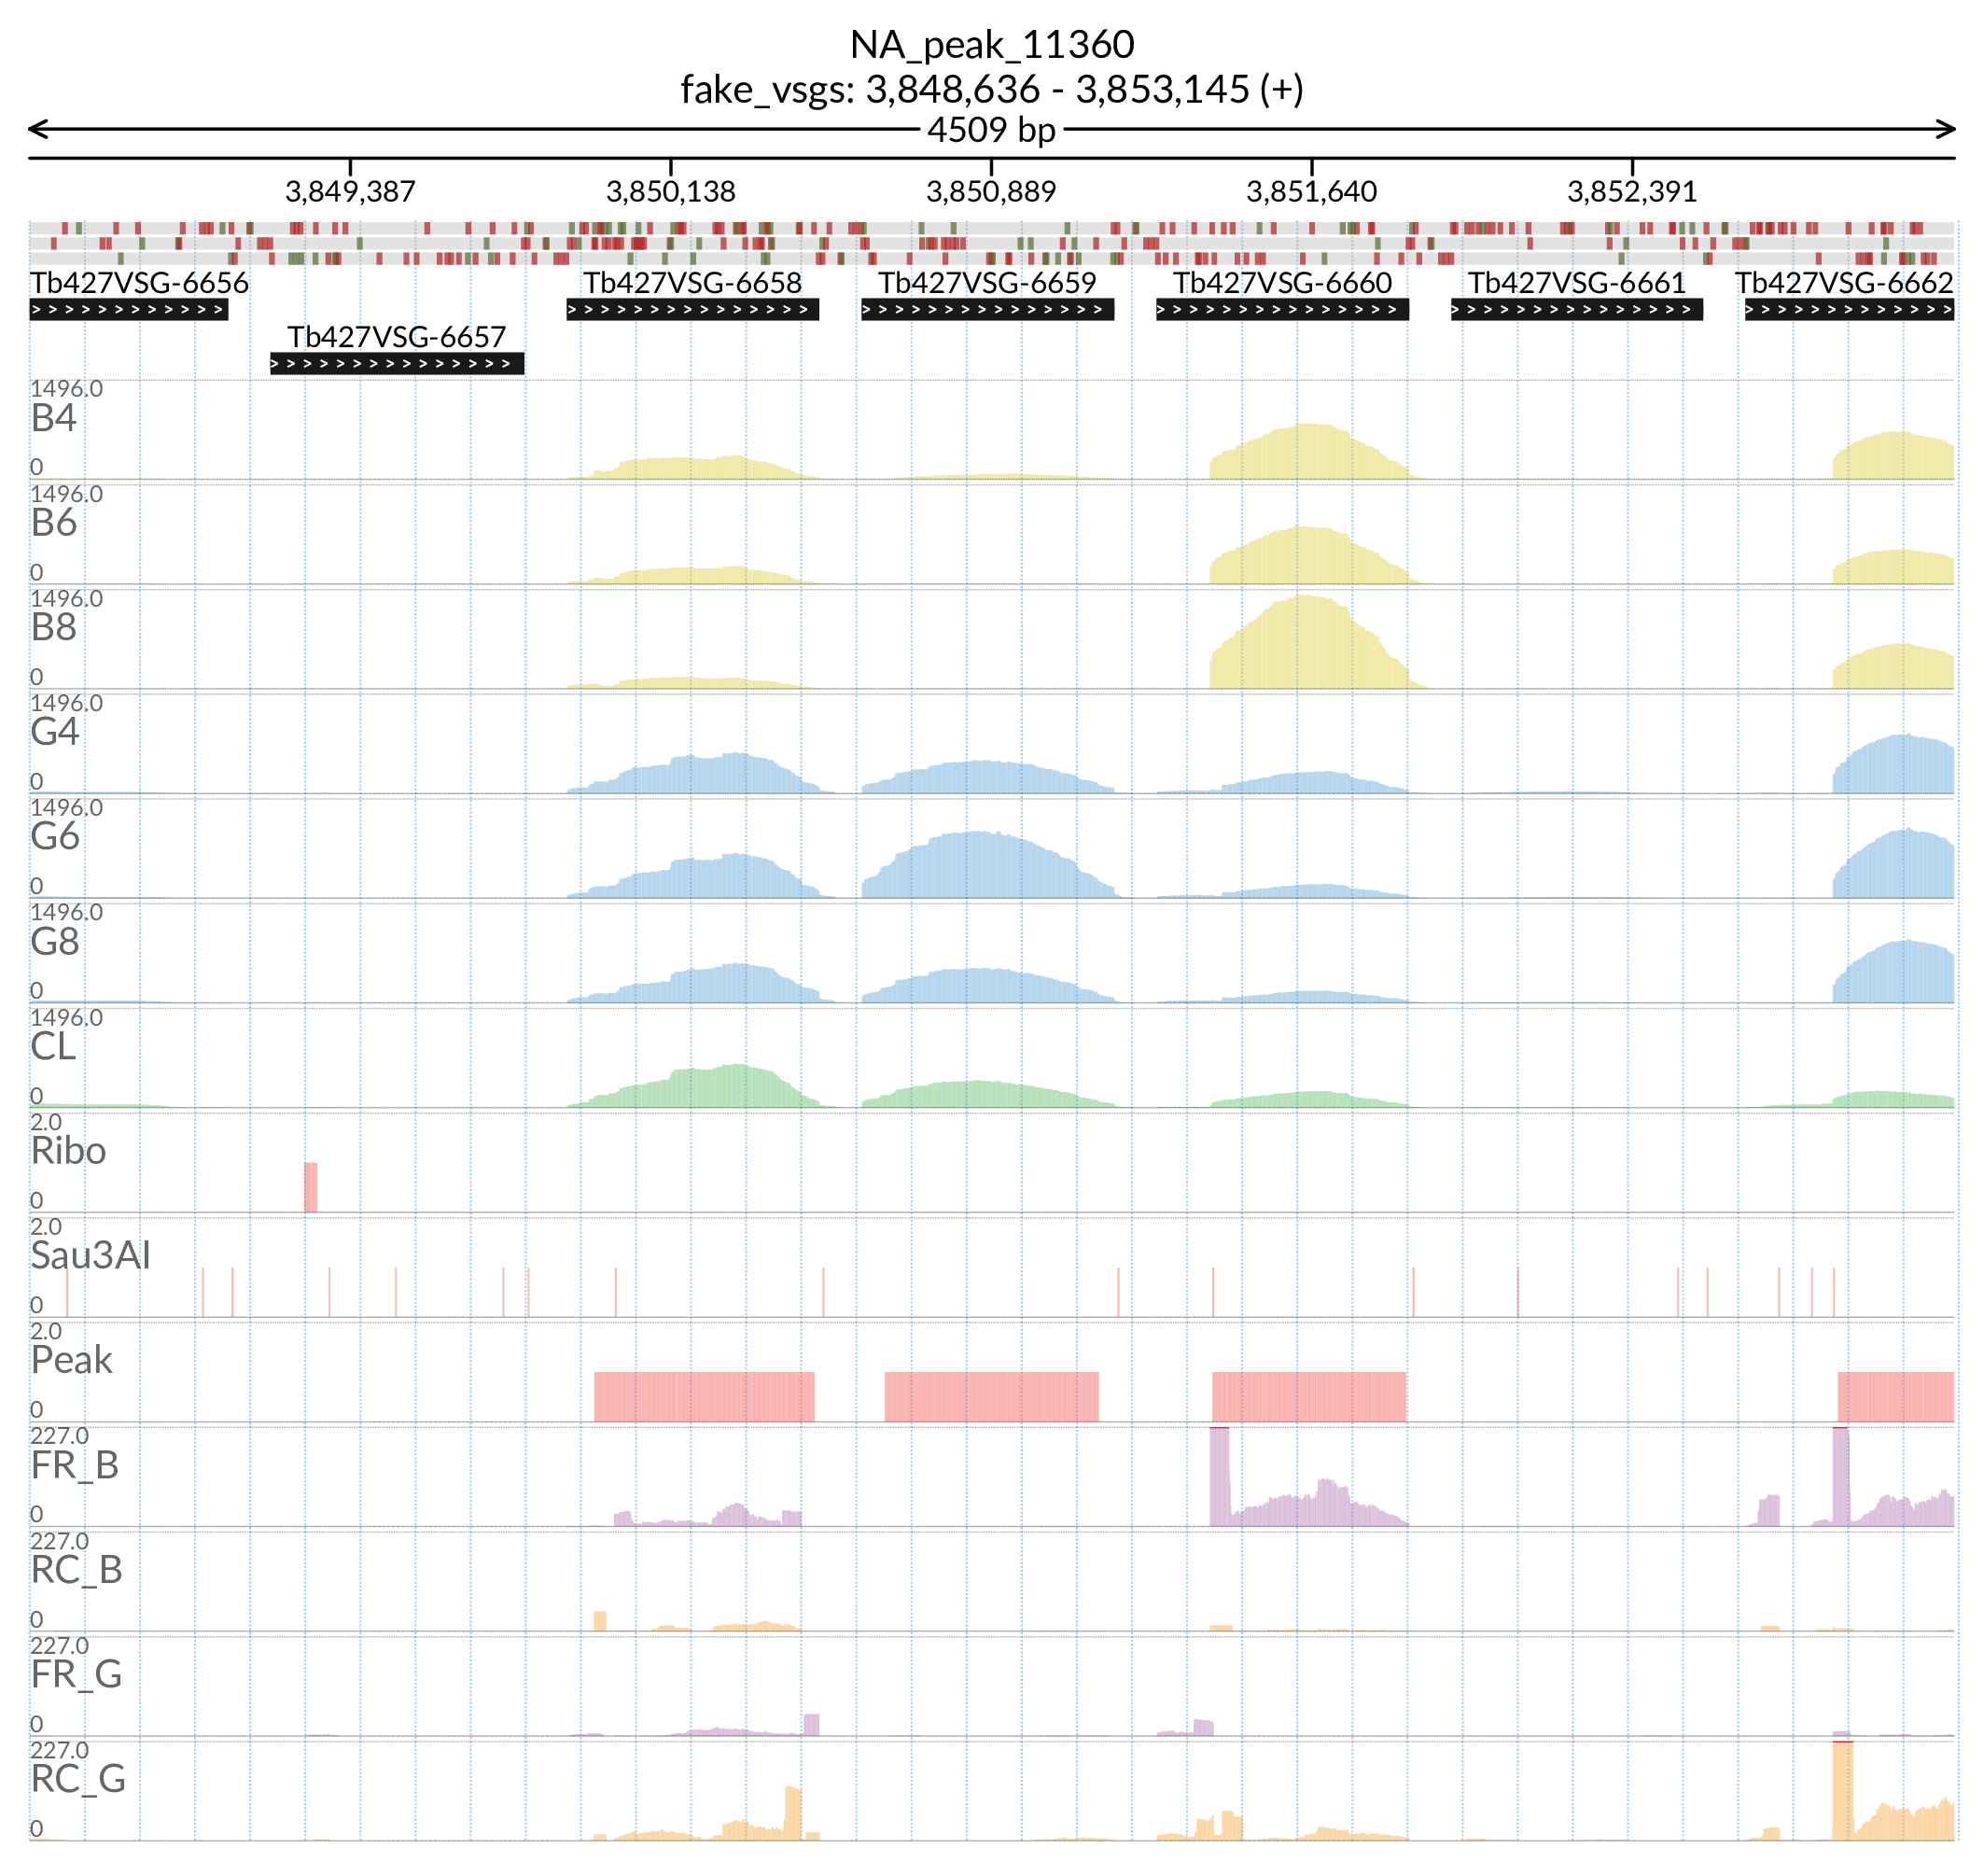 NA_peak_11360
fake_vsgs: 3,848,636 - 3,853,145 (+)
4509 bp
3,849,387 3,850,138 3,850,889 3,851,640 3,852,391
Tb427VSG-6656 Tb427VSG-6658 Tb427VSG-6659 Tb427VSG-6660 Tb427VSG-6661 Tb427VSG-6662
Tb427VSG-6657
1496.0
B4
0
1496.0
B6
0
1496.0
B8
0
1496.0
G4
0
1496.0
G6
0
1496.0
G8
0
1496.0
CL
0
2.0
Ribo
0
2.0
Sau3AI
0
2.0
Peak
0
227.0
FR_B
0
227.0
RC_B
0
227.0
FR_G
0
227.0
RC_G
0